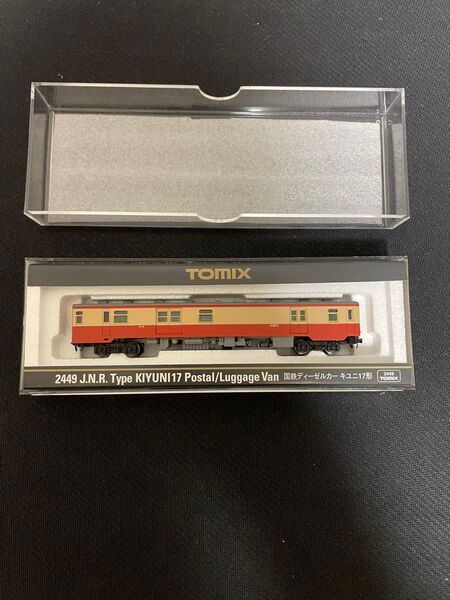 TOMIX
2449 J.N.R. Type KIYUNI17 Postal/Luggage Van 国鉄ディーゼルカー キユニ17形
2449
TOMIX